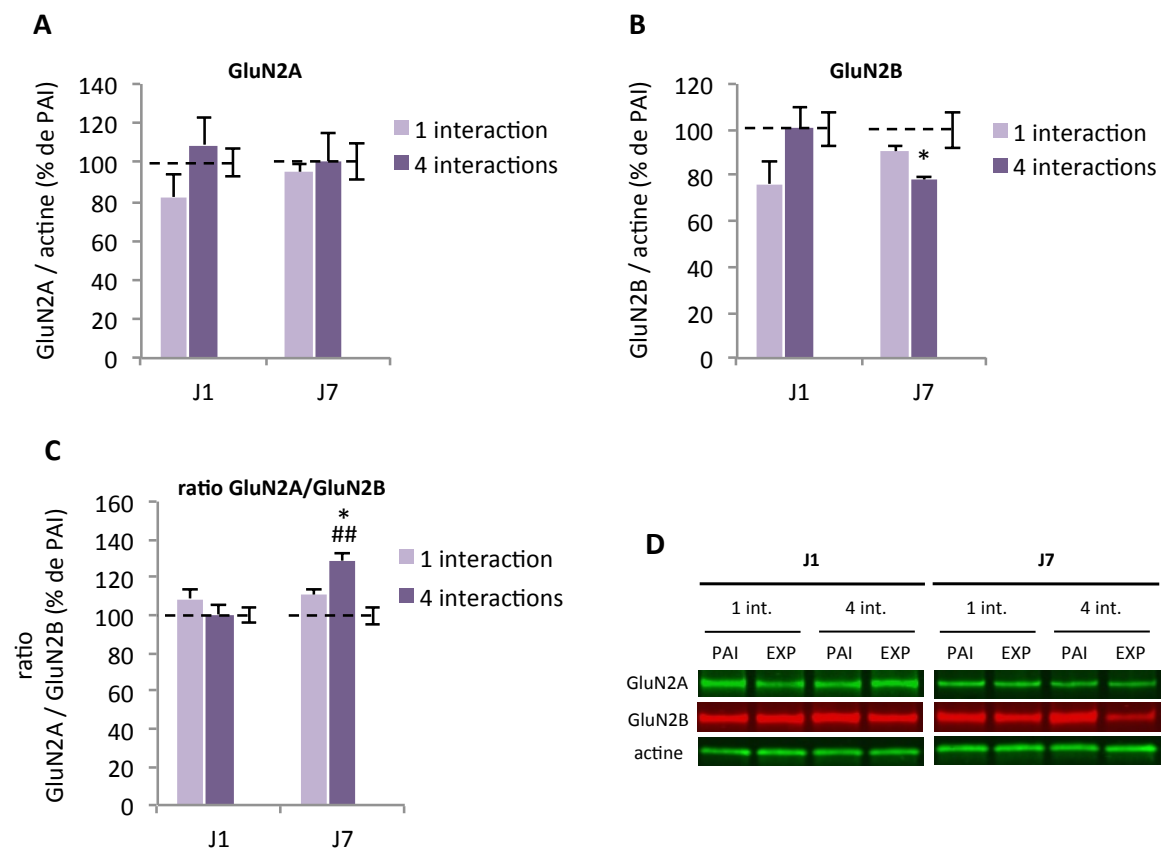 A
GluN2A
GluN2A / actine (% de PAI)
140
120
100
80
60
40
20
0
J1
J7
1 interaction
4 interactions
B
GluN2B
GluN2B / actine (% de PAI)
120
100
80
60
40
20
0
*
J1
J7
1 interaction
4 interactions
C
ratio GluN2A/GluN2B
ratio
GluN2A / GluN2B (% de PAI)
160
140
120
100
80
60
40
20
0
*
##
J1
J7
1 interaction
4 interactions
D
J1 J7
1 int. 4 int. 1 int. 4 int.
PAI EXP PAI EXP PAI EXP PAI EXP
GluN2A
GluN2B
actine